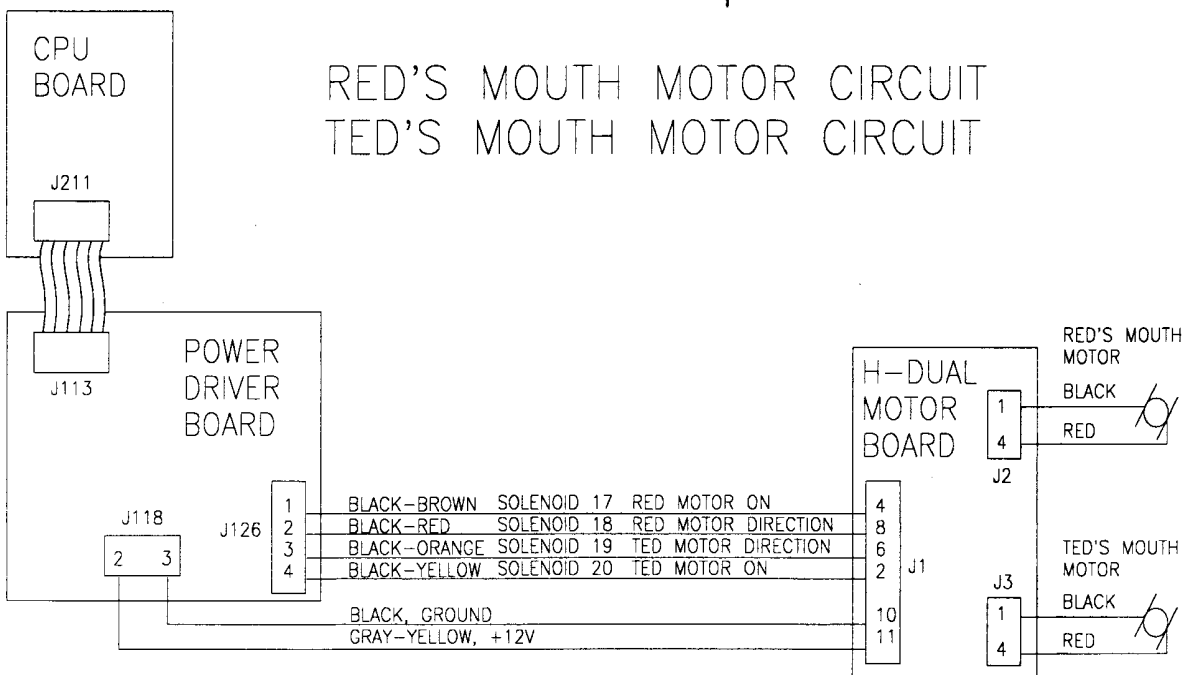 CPU
BOARD
J211
RED'S MOUTH MOTOR CIRCUIT
TED'S MOUTH MOTOR CIRCUIT
J113
POWER
DRIVER
BOARD
J118
2 3
J126
1 BLACK-BROWN SOLENOID 17 RED MOTOR ON 4
2 BLACK-RED SOLENOID 18 RED MOTOR DIRECTION 8
3 BLACK-ORANGE SOLENOID 19 TED MOTOR DIRECTION 6
4 BLACK-YELLOW SOLENOID 20 TED MOTOR ON 2
BLACK, GROUND 10
GRAY-YELLOW, +12V 11
J1
H-DUAL
MOTOR
BOARD
1
4
J2
RED'S MOUTH
MOTOR
BLACK
RED
J3
1
4
TED'S MOUTH
MOTOR
BLACK
RED